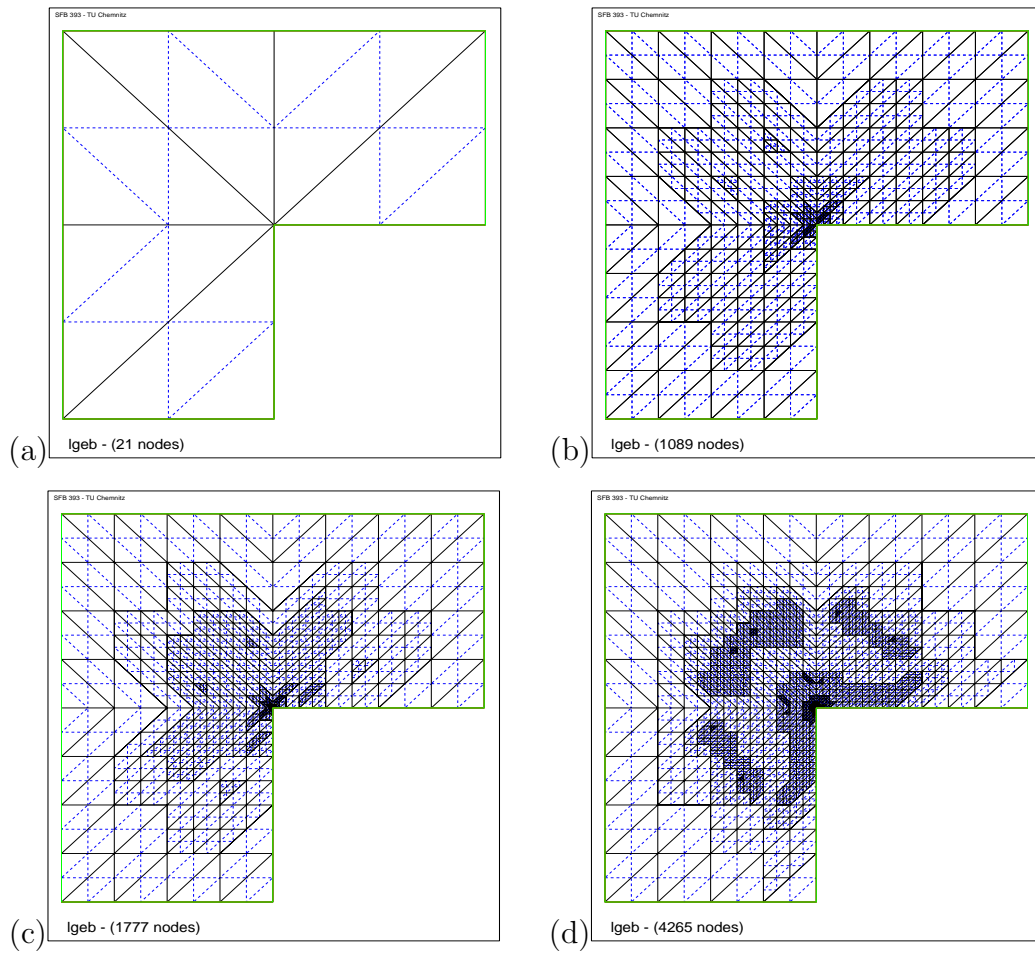 SFB 393 - TU Chemnitz
(a)
lgeb - (21 nodes)
SFB 393 - TU Chemnitz
(b)
lgeb - (1089 nodes)
SFB 393 - TU Chemnitz
(c)
lgeb - (1777 nodes)
SFB 393 - TU Chemnitz
(d)
lgeb - (4265 nodes)